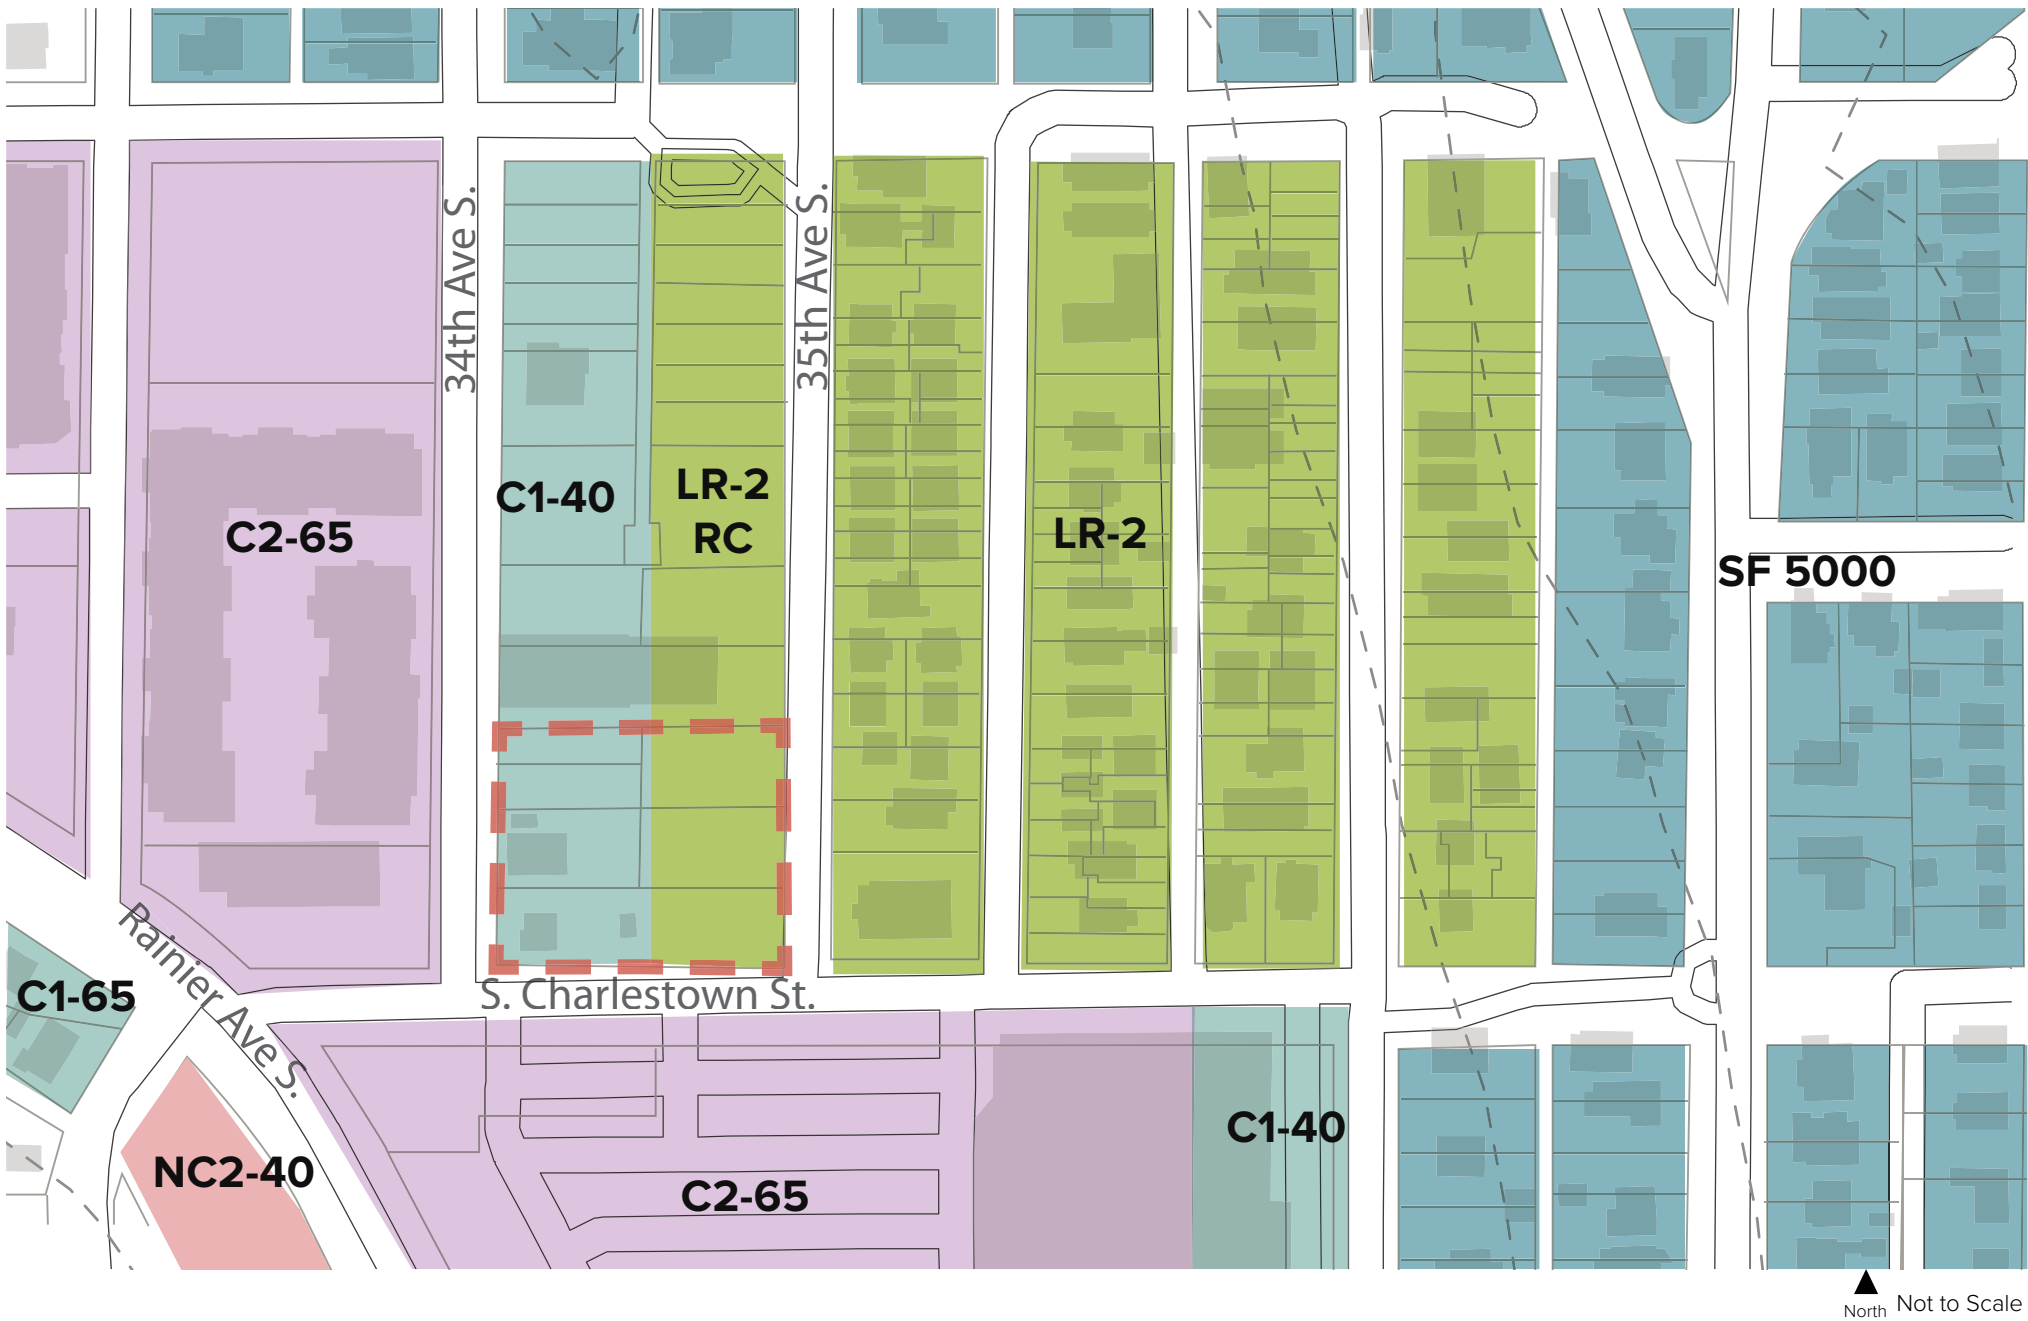 34th Ave S.
35th Ave S.
C2-65
C1-40
LR-2
RC
LR-2
SF 5000
Rainier Ave S.
C1-65
S. Charlestown St.
C1-40
NC2-40
C2-65
North
Not to Scale